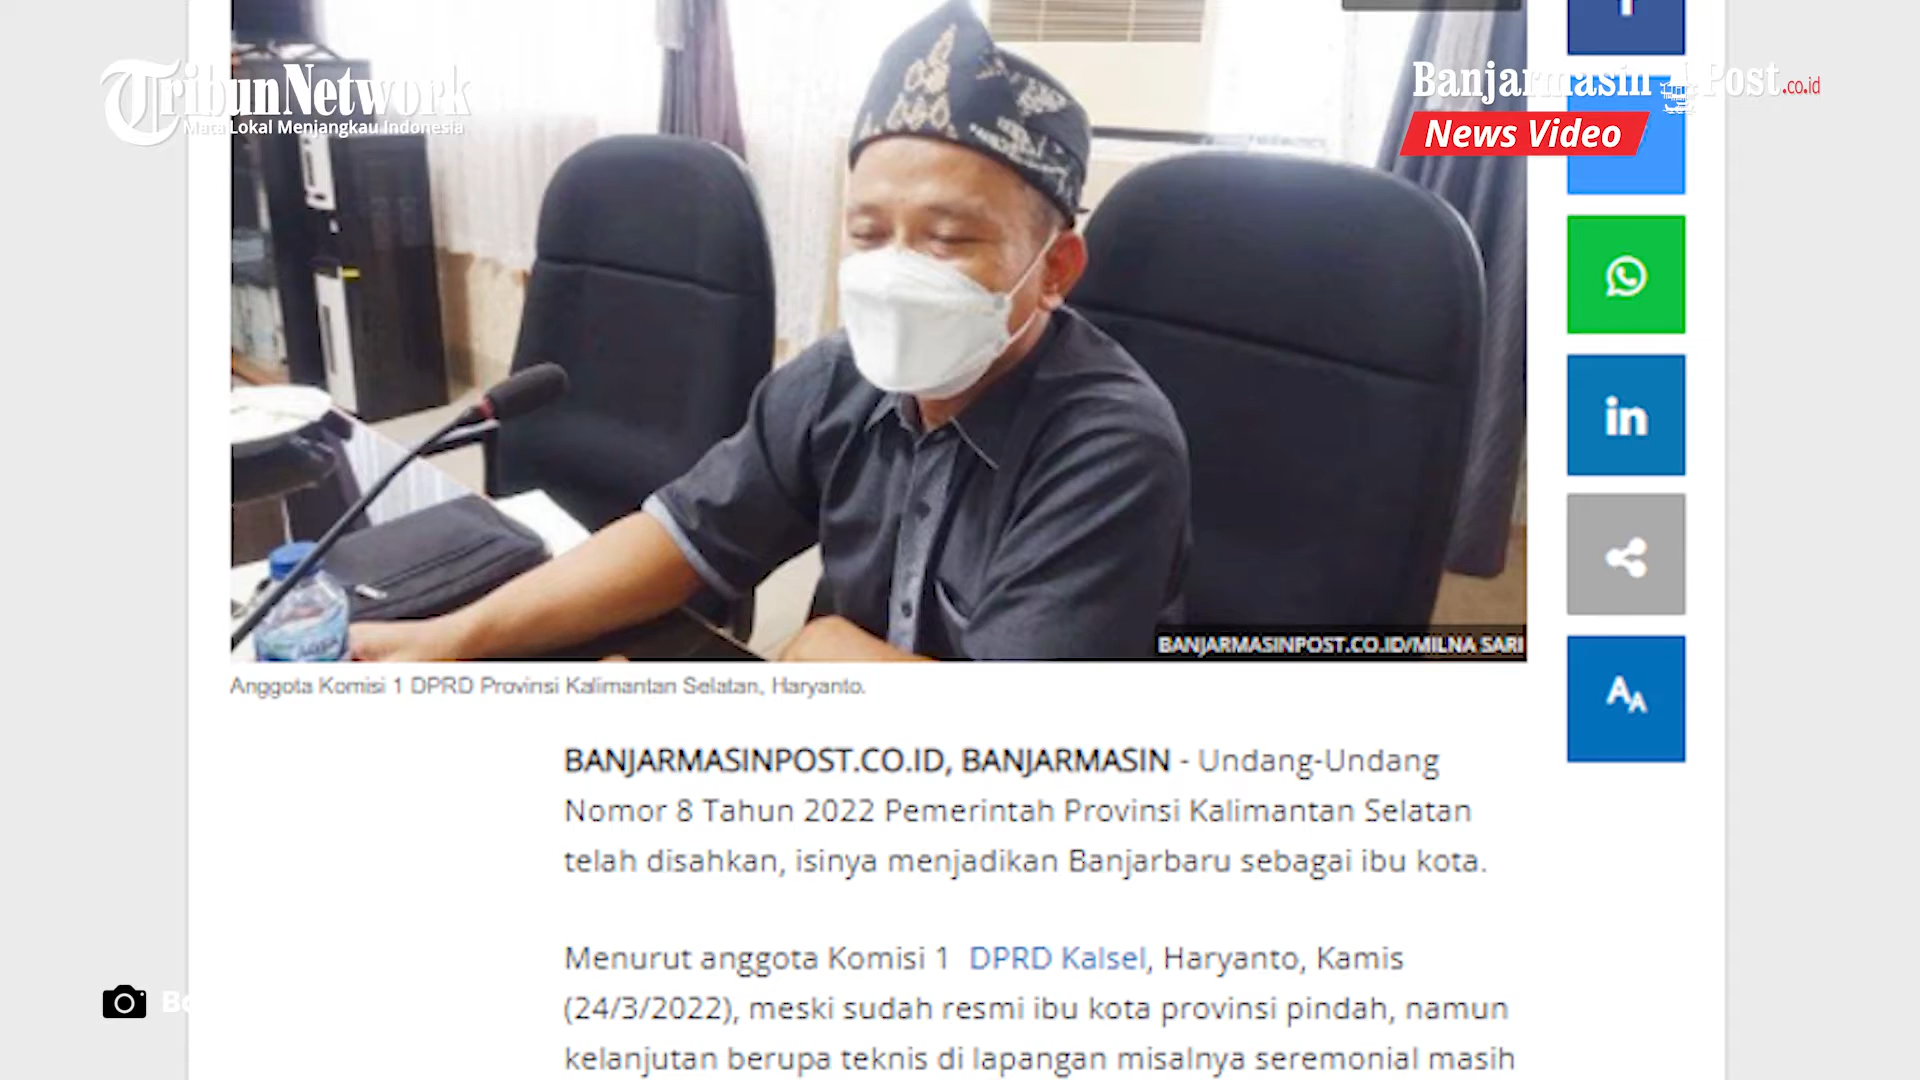 TribunNetwork
Mata Lokal Menjangkau Indonesia
Banjarmasin Post.co.id
News Video
in
BANJARMASINPOST.CO.ID/MILNA SARI
AA
Anggota Komisi 1 DPRD Provinsi Kalimantan Selatan, Haryanto.
BANJARMASINPOST.CO.ID, BANJARMASIN - Undang-Undang
Nomor 8 Tahun 2022 Pemerintah Provinsi Kalimantan Selatan
telah disahkan, isinya menjadikan Banjarbaru sebagai ibu kota.
Menurut anggota Komisi 1 DPRD Kalsel, Haryanto, Kamis
(24/3/2022), meski sudah resmi ibu kota provinsi pindah, namun
kelanjutan berupa teknis di lapangan misalnya seremonial masih